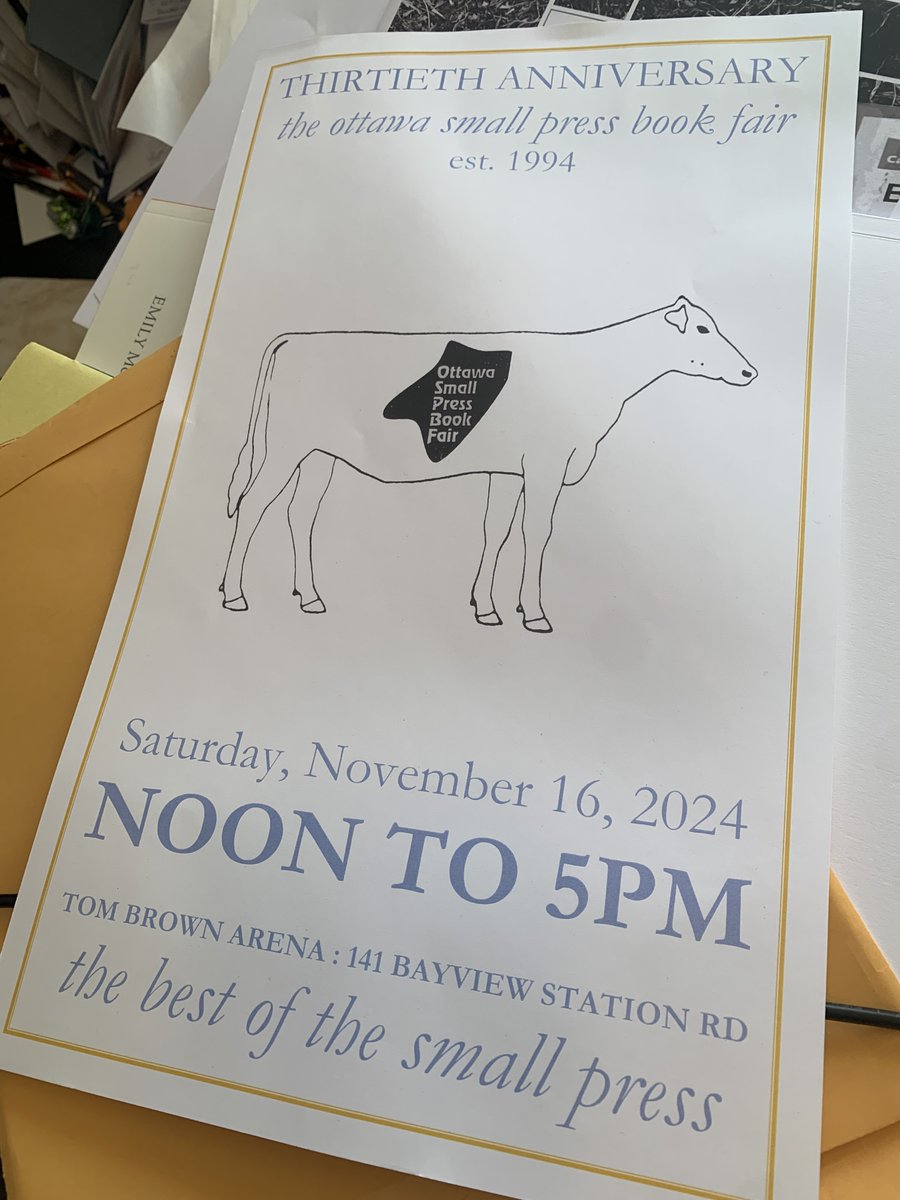 THIRTIETH ANNIVERSARY
the ottawa small press book fair
est. 1994
Ottawa
Small
Press
Book
Fair
Saturday, November 16, 2024
NOON TO 5PM
TOM BROWN ARENA : 141 BAYVIEW STATION RD
the best of the small press
EMILY